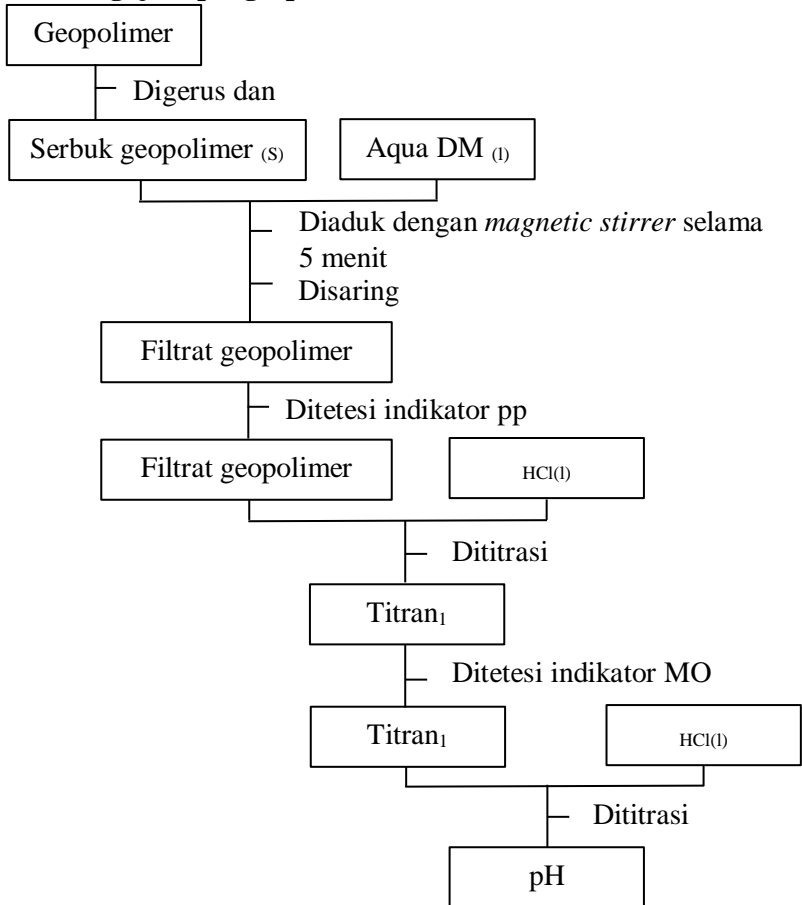 Geopolimer
Digerus dan
Serbuk geopolimer (S)
Aqua DM (l)
Diaduk dengan magnetic stirrer selama
5 menit
Disaring
Filtrat geopolimer
Ditetesi indikator pp
Filtrat geopolimer
HCl(l)
Dititrasi
Titran1
Ditetesi indikator MO
Titran1
HCl(l)
Dititrasi
pH